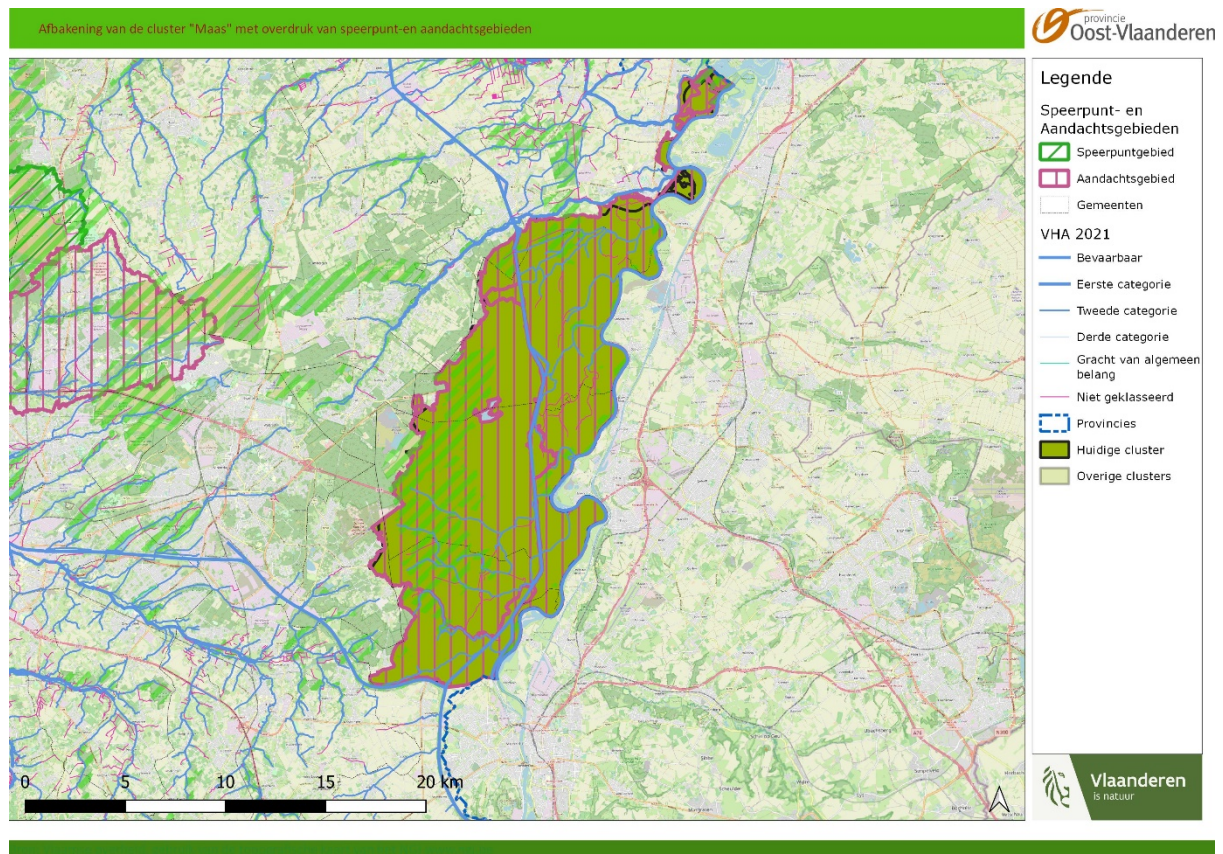 Afbakening van de cluster "Maas" met overdruk van speerpunt-en aandachtsgebieden
provincie
Oost-Vlaanderen
Legende
Speerpunt- en
Aandachtsgebieden
Speerpuntgebied
Aandachtsgebied
Gemeenten
VHA 2021
Bevaarbaar
Eerste categorie
Tweede categorie
Derde categorie
Gracht van algemeen
belang
Niet geklasseerd
Provincies
Huidige cluster
Overige clusters
0 5 10 15 20 km
Vlaanderen
is natuur